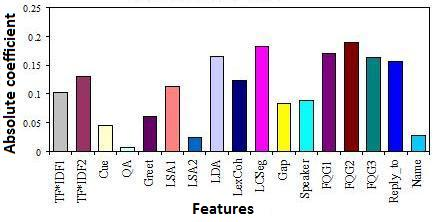 Absolute coefficient
0.25
0.2
0.15
0.1
0.05
0
TF*IDF1
TF*IDF2
Cue
QA
Greet
LSA1
LSA2
LDA
LexCoh
LCSeg
Gap
Speaker
FQG1
FQG2
FQG3
Reply_to
Name
Features